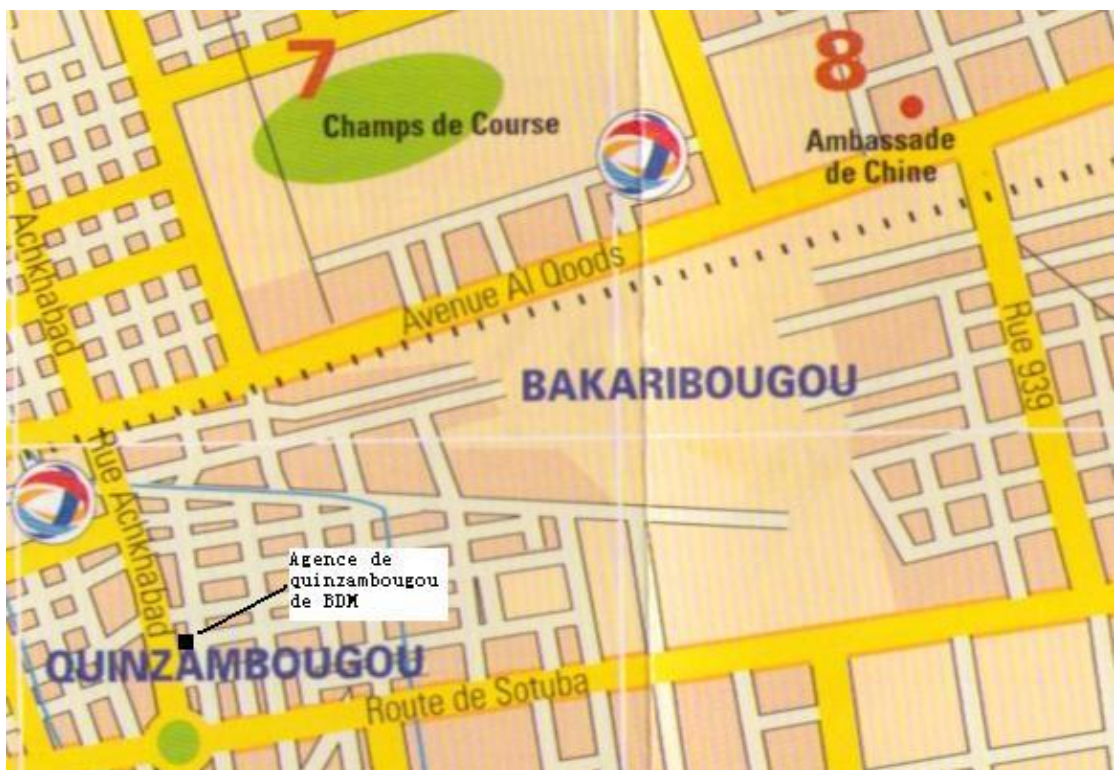 7
8
Champs de Course
Ambassade
de Chine
Achkhabad
Avenue Al Qoods
Rue 939
BAKARIBOUGOU
Rue Achkhabad
Agence de
quinzambougou
de BDM
QUINZAMBOUGOU
Route de Sotuba